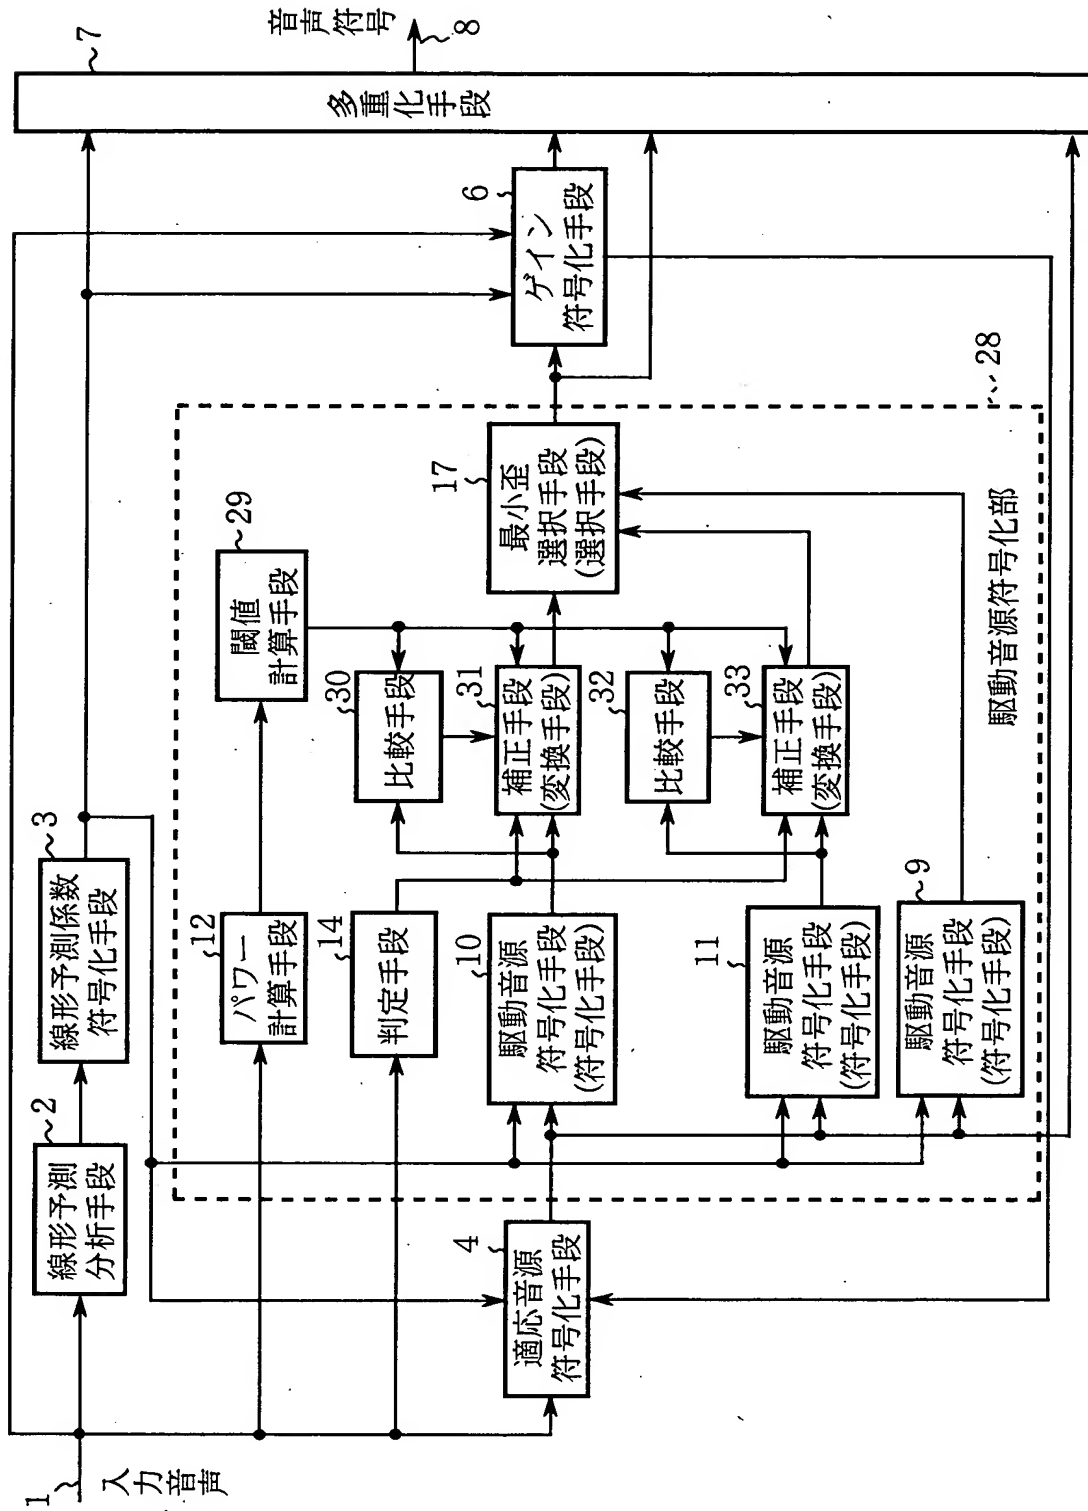 1
入力音声
2
線形予測
分析手段
3
線形予測係数
符号化手段
4
適応音源
符号化手段
12
パワー
計算手段
14
判定手段
10
駆動音源
符号化手段
(符号化手段)
11
駆動音源
符号化手段
(符号化手段)
9
駆動音源
符号化手段
(符号化手段)
29
閾値
計算手段
30
比較手段
31
補正手段
(変換手段)
32
比較手段
33
補正手段
(変換手段)
17
最小歪
選択手段
(選択手段)
駆動音源符号化部
28
6
ゲイン
符号化手段
7
多重化手段
音声符号
8